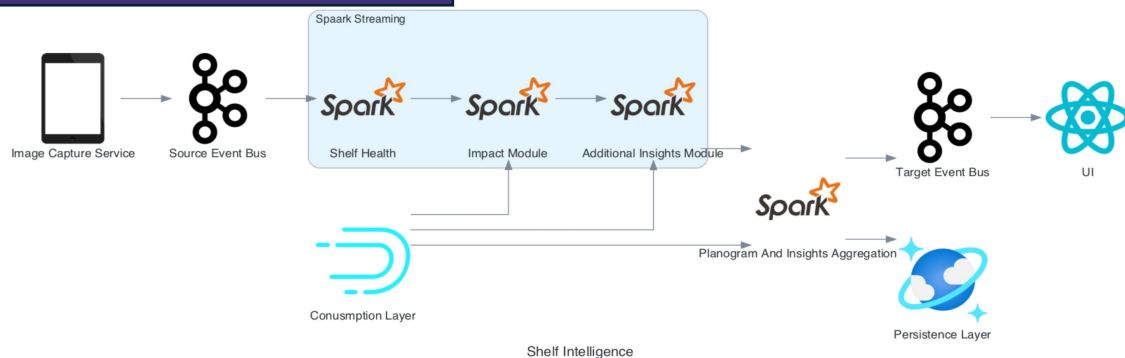 Spaark Streaming
Spark
Spark
Spark
Image Capture Service
Source Event Bus
Shelf Health
Impact Module
Additional Insights Module
Target Event Bus
UI
Spark
Planogram And Insights Aggregation
Conusmption Layer
Persistence Layer
Shelf Intelligence